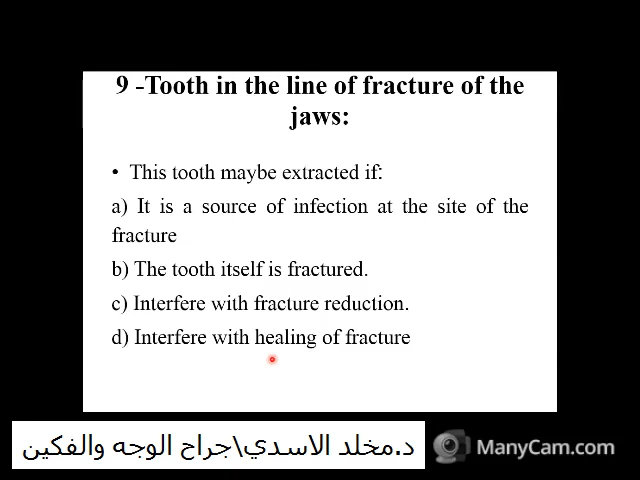 9 -Tooth in the line of fracture of the
jaws:
• This tooth maybe extracted if:
a) It is a source of infection at the site of the
fracture
b) The tooth itself is fractured.
c) Interfere with fracture reduction.
d) Interfere with healing of fracture
د.مخلد الاسدي\جراح الوجه والفكين
ManyCam.com